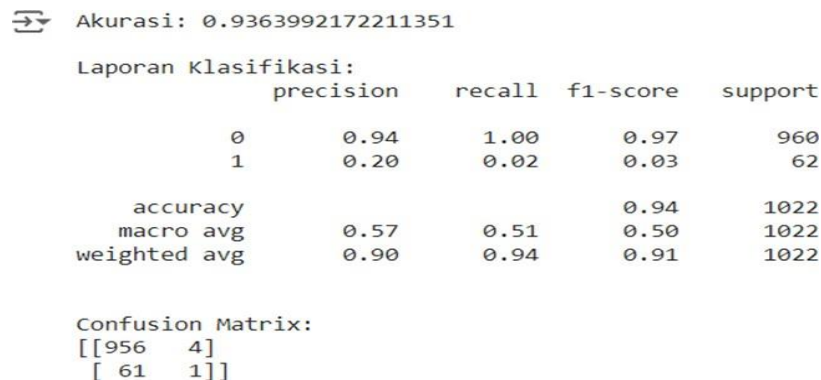 Akurasi: 0.9363992172211351
Laporan Klasifikasi:
precision recall f1-score support
0 0.94 1.00 0.97 960
1 0.20 0.02 0.03 62
accuracy 0.94 1022
macro avg 0.57 0.51 0.50 1022
weighted avg 0.90 0.94 0.91 1022
Confusion Matrix:
[[956 4]
[ 61 1]]